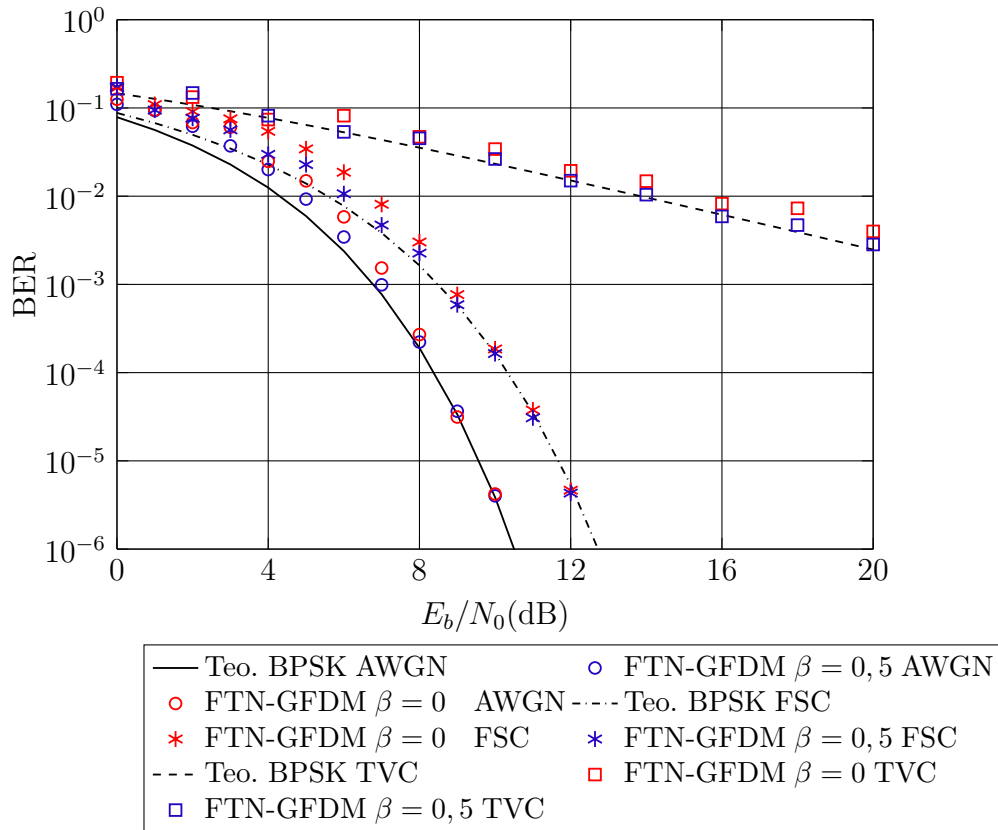 10^0
10^{-1}
10^{-2}
10^{-3}
10^{-4}
10^{-5}
10^{-6}
BER
0 4 8 12 16 20
E_b/N_0(dB)
Teo. BPSK AWGN FTN-GFDM β = 0,5 AWGN
FTN-GFDM β = 0 AWGN Teo. BPSK FSC
FTN-GFDM β = 0 FSC FTN-GFDM β = 0,5 FSC
Teo. BPSK TVC FTN-GFDM β = 0 TVC
FTN-GFDM β = 0,5 TVC